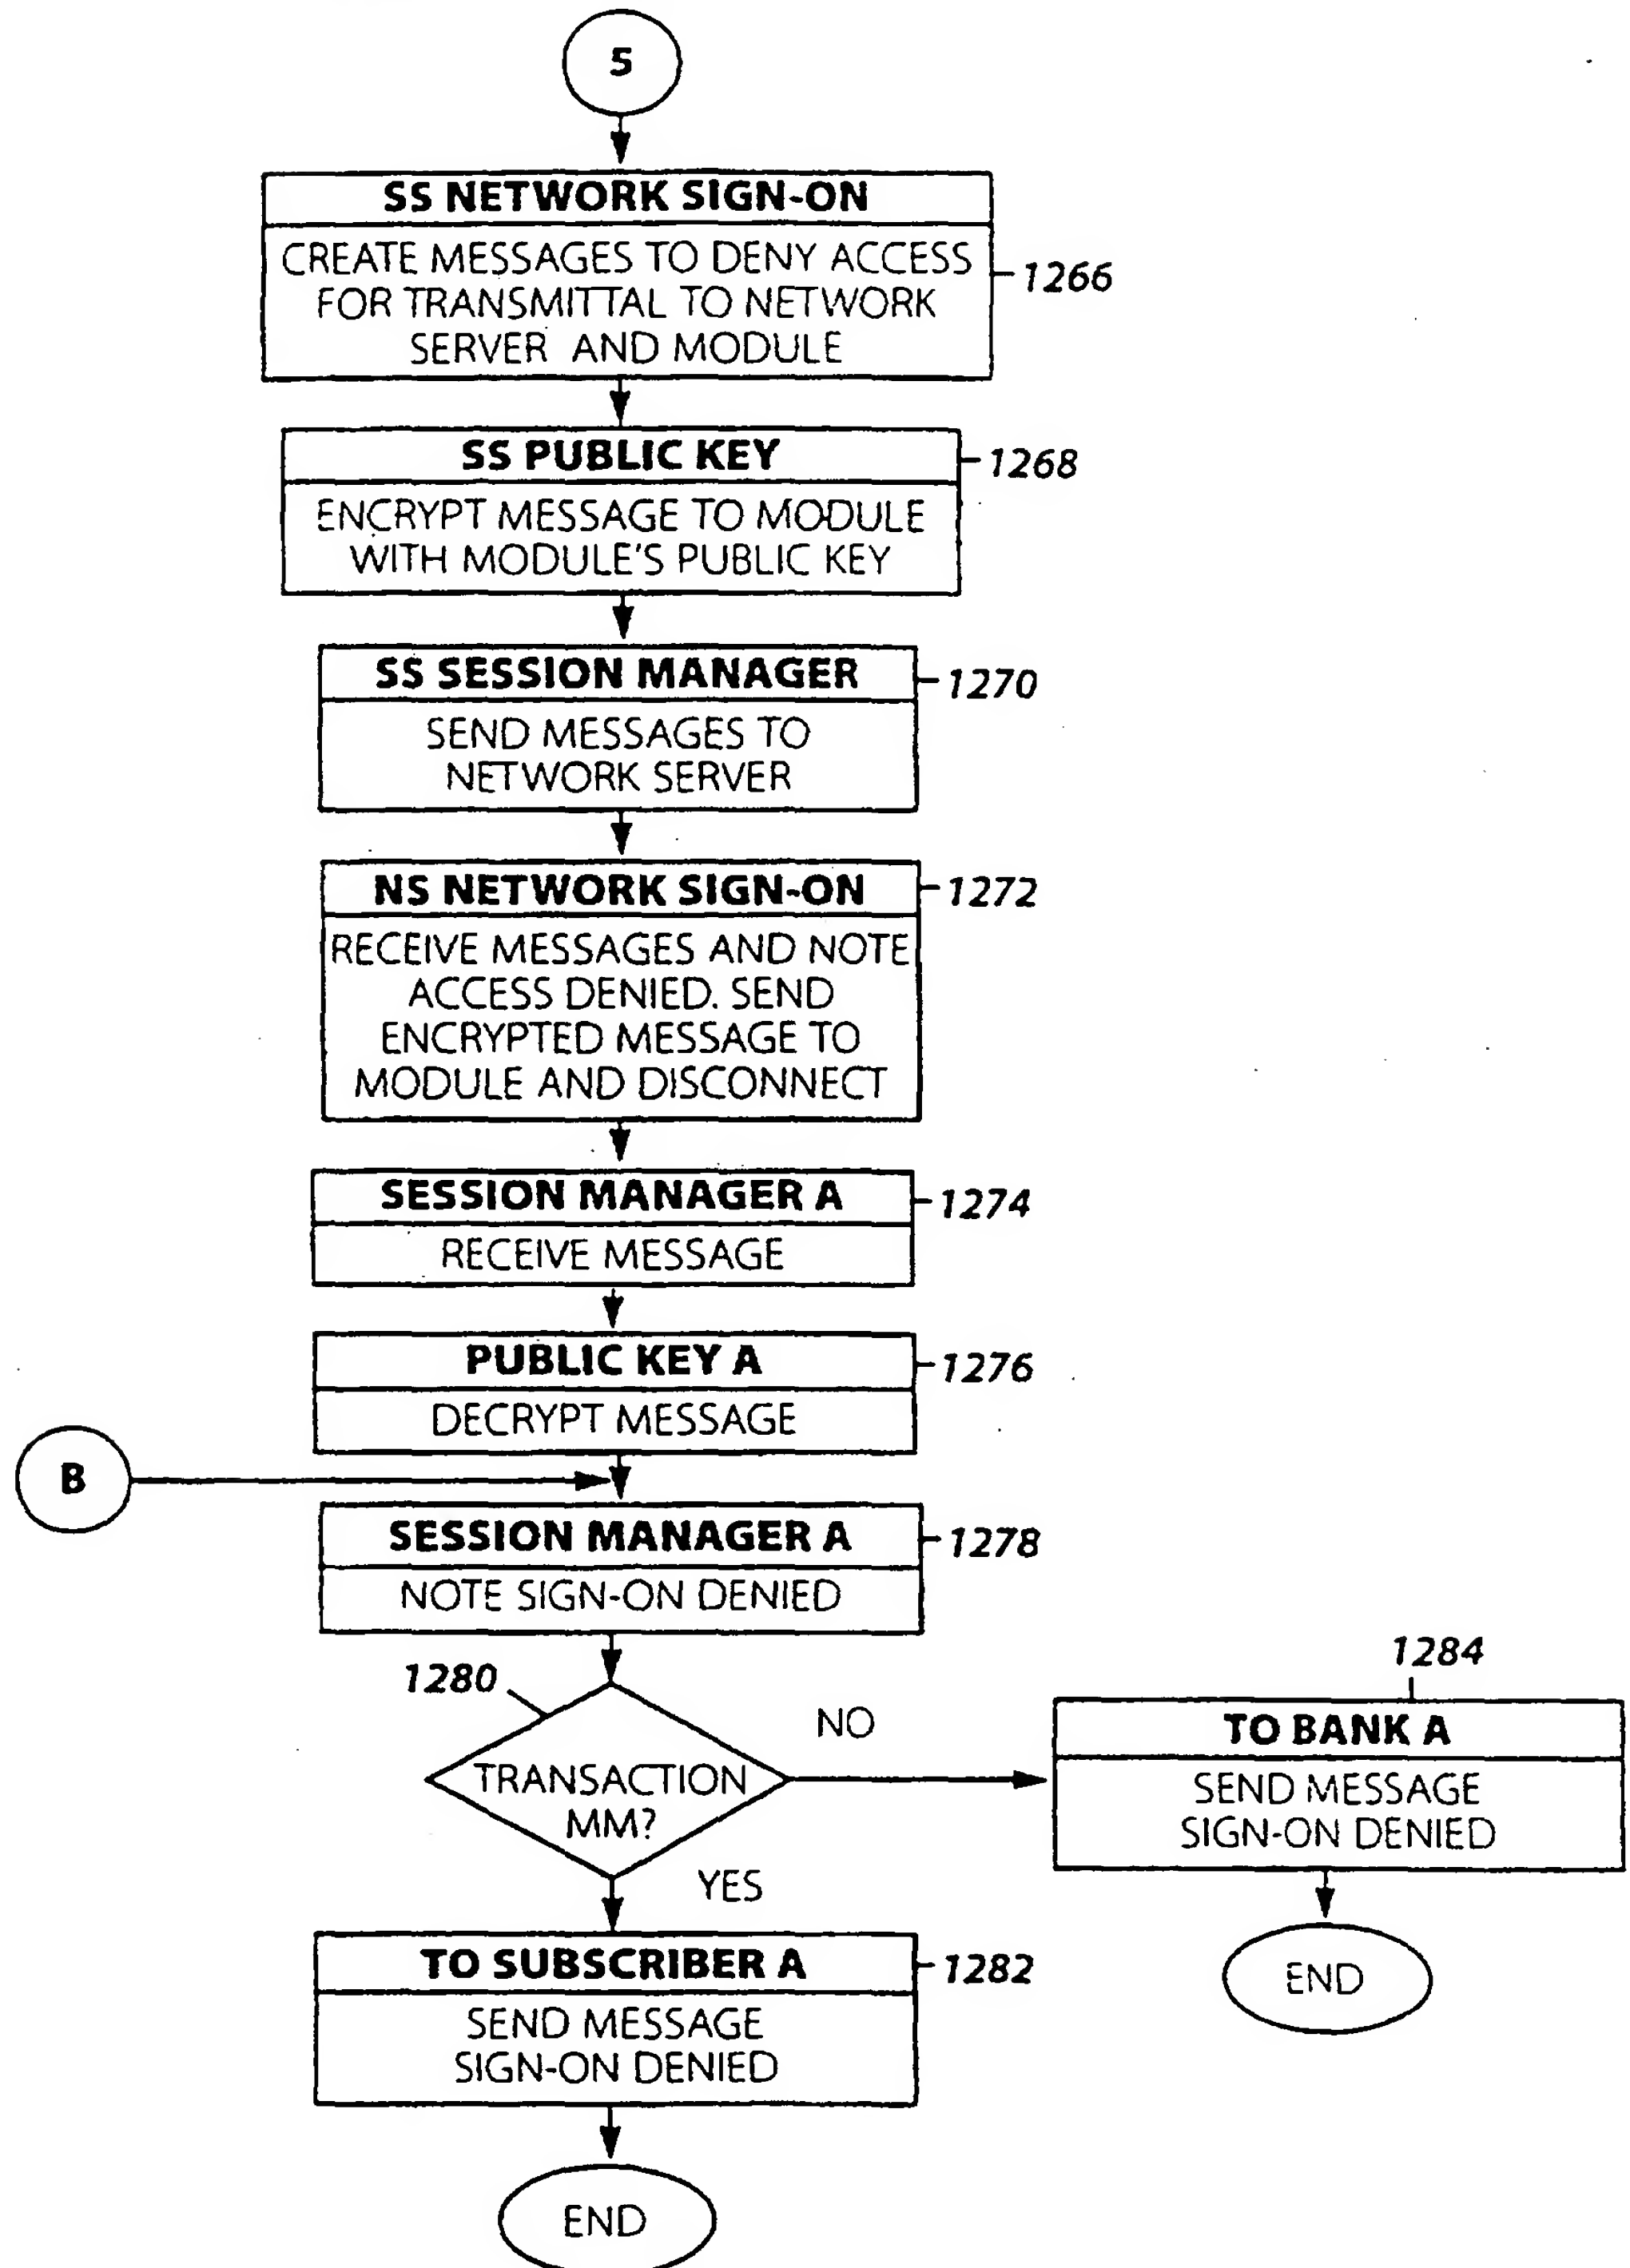 5
SS NETWORK SIGN-ON
CREATE MESSAGES TO DENY ACCESS
FOR TRANSMITTAL TO NETWORK
SERVER AND MODULE
1266
SS PUBLIC KEY
1268
ENCRYPT MESSAGE TO MODULE
WITH MODULE'S PUBLIC KEY
SS SESSION MANAGER
1270
SEND MESSAGES TO
NETWORK SERVER
NS NETWORK SIGN-ON
1272
RECEIVE MESSAGES AND NOTE
ACCESS DENIED. SEND
ENCRYPTED MESSAGE TO
MODULE AND DISCONNECT
SESSION MANAGER A
1274
RECEIVE MESSAGE
PUBLIC KEY A
1276
DECRYPT MESSAGE
B
SESSION MANAGER A
1278
NOTE SIGN-ON DENIED
1280
TRANSACTION
MM?
NO
1284
TO BANK A
SEND MESSAGE
SIGN-ON DENIED
END
YES
TO SUBSCRIBER A
1282
SEND MESSAGE
SIGN-ON DENIED
END